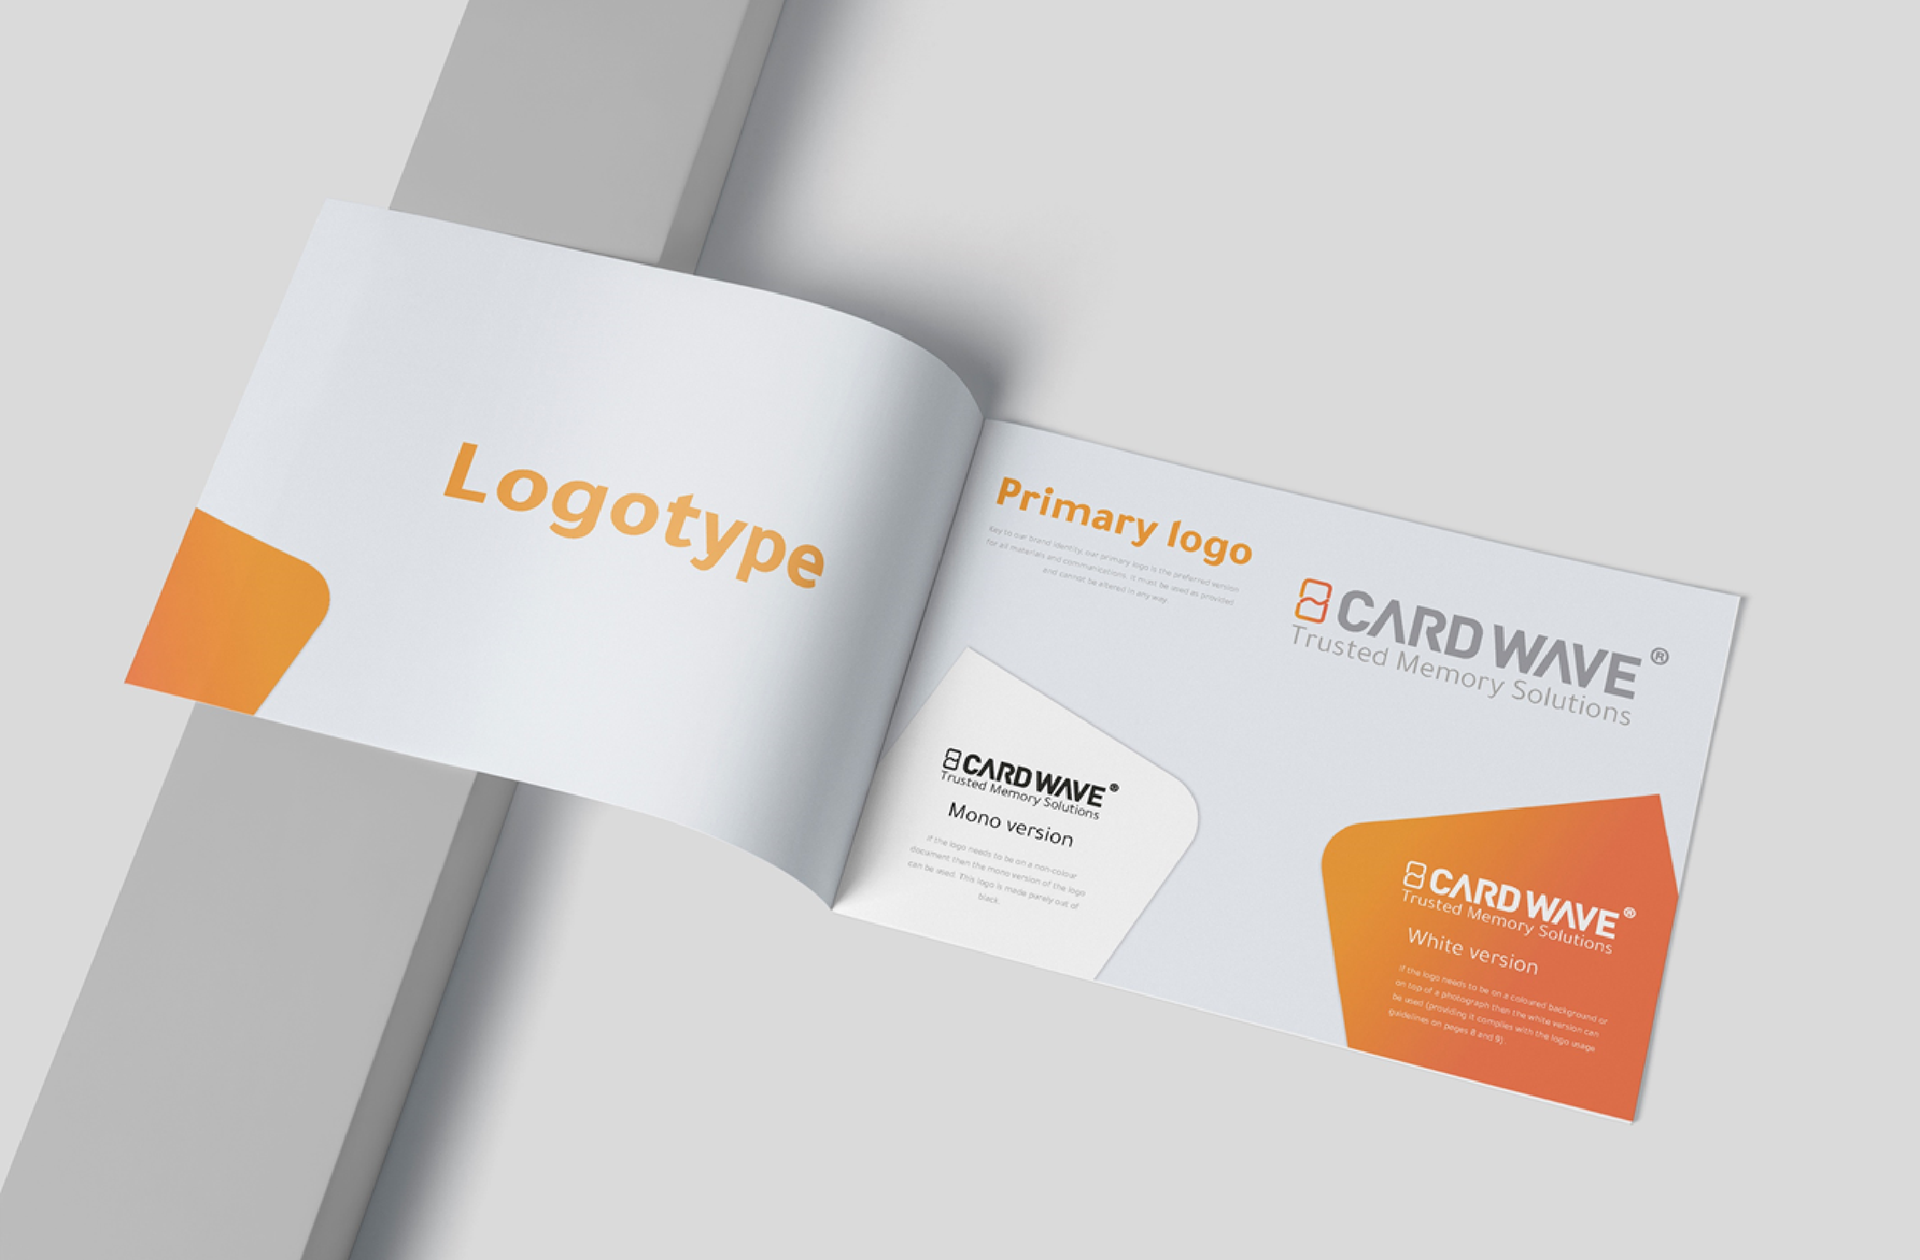 Logotype
Primary logo
Key to our brand identity, our primary logo is the preferred version
for all materials and communications. It must be used as provided
and cannot be altered in any way.
CARD WAVE ®
Trusted Memory Solutions
CARD WAVE ®
Trusted Memory Solutions
Mono version
If the logo needs to be on a non-colour
document then the mono version of the logo
can be used. This logo is made purely out of
black.
CARD WAVE ®
Trusted Memory Solutions
White version
If the logo needs to be on a coloured background or
on top of a photograph then the white version can
be used (providing it complies with the logo usage
guidelines on pages 8 and 9).